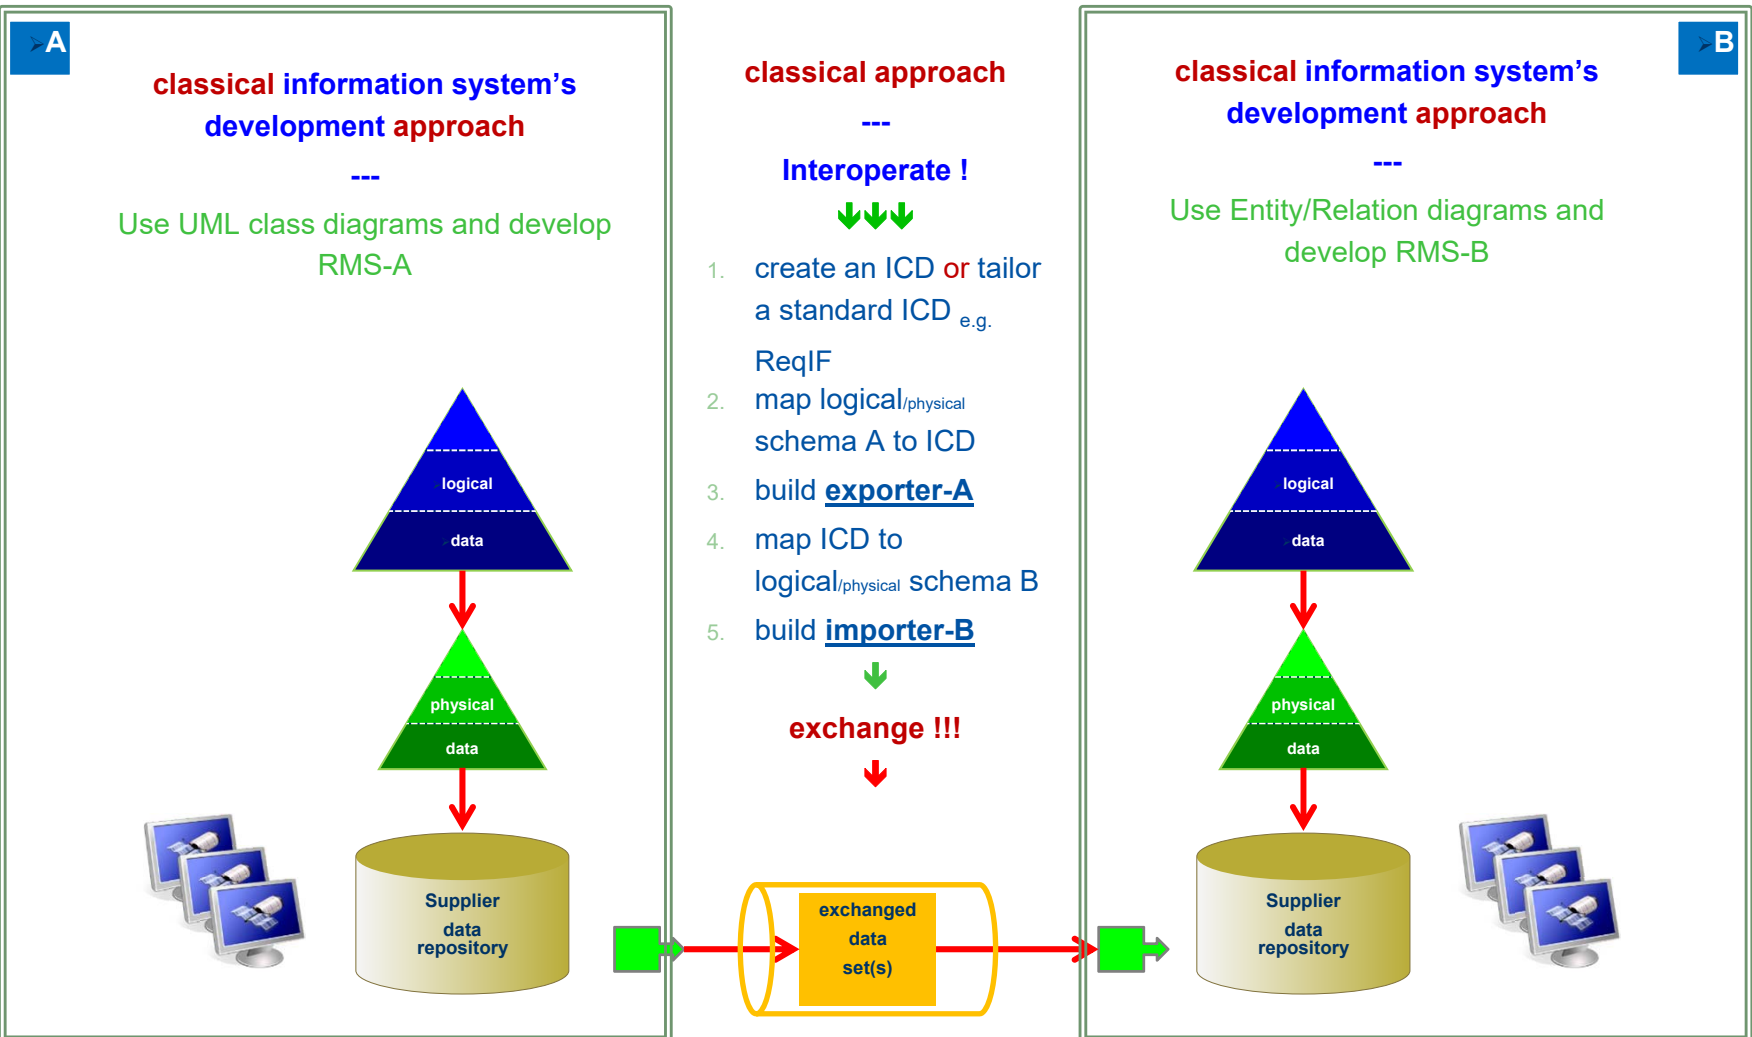 ➢A
classical information system’s
development approach
---
Use UML class diagrams and develop
RMS-A
logical
data
physical
data
Supplier
data
repository
classical approach
---
Interoperate !
🡻🡻🡻
1. create an ICD or tailor
a standard ICD e.g.
ReqIF
2. map logical/physical
schema A to ICD
3. build exporter-A
4. map ICD to
logical/physical schema B
5. build importer-B
🡻
exchange !!!
🡻
exchanged
data
set(s)
➢B
classical information system’s
development approach
---
Use Entity/Relation diagrams and
develop RMS-B
logical
data
physical
data
Supplier
data
repository